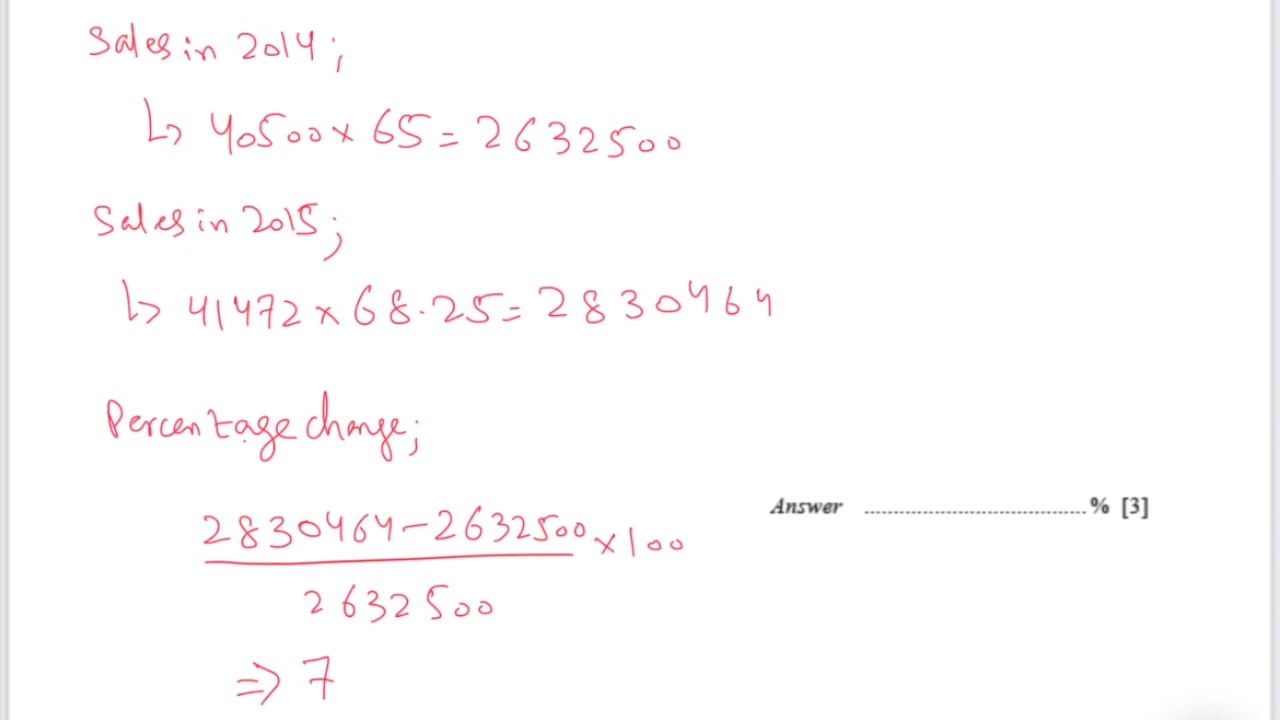 Sales in 2014;
↳ 40500 × 65 = 2632500
Sales in 2015;
↳ 41472 × 68.25 = 2830464
Percentage change;
2830464 - 2632500 × 100
2632500
⇒ 7
Answer ...................................... % [3]